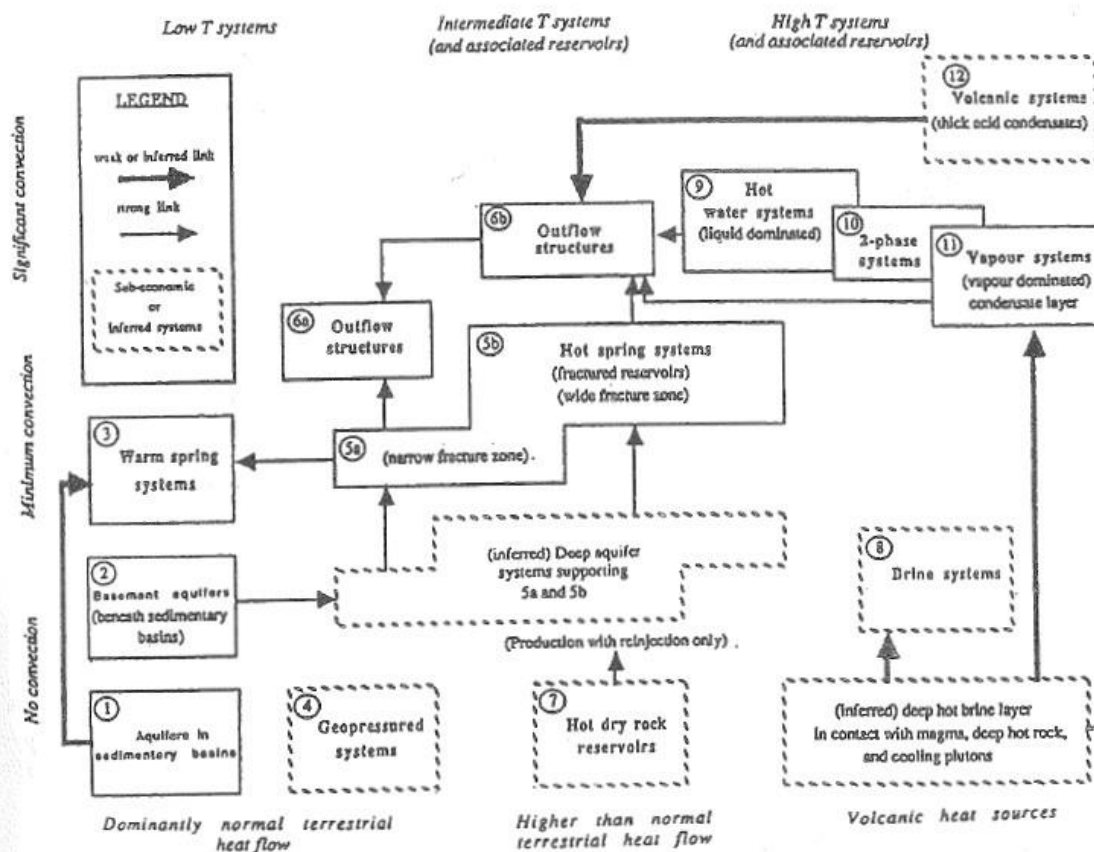 Low T systems
Intermediate T systems
(and associated reservoirs)
High T systems
(and associated reservoirs)
Significant convection
Minimum convection
No convection
LEGEND
weak or inferred link
strong link
Sub-economic
or
Inferred systems
12
Volcanic systems
(thick acid condensates)
9
Hot
water systems
(liquid dominated)
10
2-phase
systems
11
Vapour systems
(vapour dominated)
condensate layer
6b
Outflow
structures
6a
Outflow
structures
5b
Hot spring systems
(fractured reservoirs)
(wide fracture zone)
5a
(narrow fracture zone).
3
Warm spring
systems
2
Basement aquifers
(beneath sedimentary
basins)
(inferred) Deep aquifer
systems supporting
5a and 5b
(Production with reinjection only) .
8
Brine systems
1
Aquifers in
sedimentary basins
4
Geopressured
systems
7
Hot dry rock
reservoirs
(inferred) deep hot brine layer
In contact with magma, deep hot rock,
and cooling plutons
Dominantly normal terrestrial
heat flow
Higher than normal
terrestrial heat flow
Volcanic heat sources